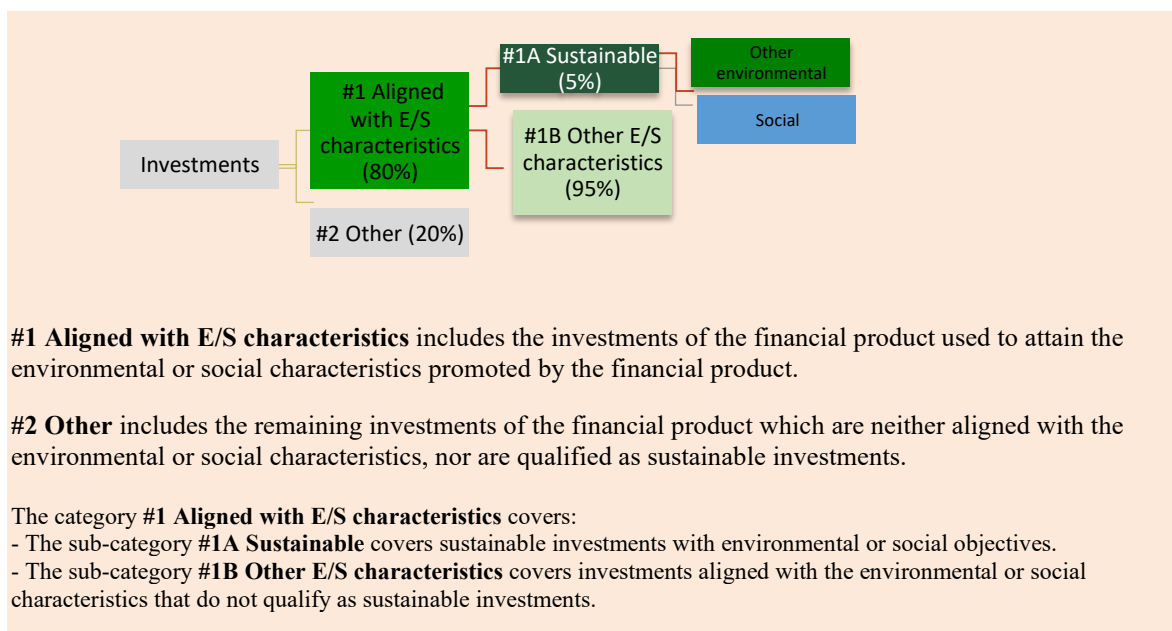 #1A Sustainable
(5%)
Other
environmental
#1 Aligned
with E/S
characteristics
(80%)
Social
#1B Other E/S
characteristics
(95%)
Investments
#2 Other (20%)
#1 Aligned with E/S characteristics includes the investments of the financial product used to attain the
environmental or social characteristics promoted by the financial product.
#2 Other includes the remaining investments of the financial product which are neither aligned with the
environmental or social characteristics, nor are qualified as sustainable investments.
The category #1 Aligned with E/S characteristics covers:
- The sub-category #1A Sustainable covers sustainable investments with environmental or social objectives.
- The sub-category #1B Other E/S characteristics covers investments aligned with the environmental or social
characteristics that do not qualify as sustainable investments.